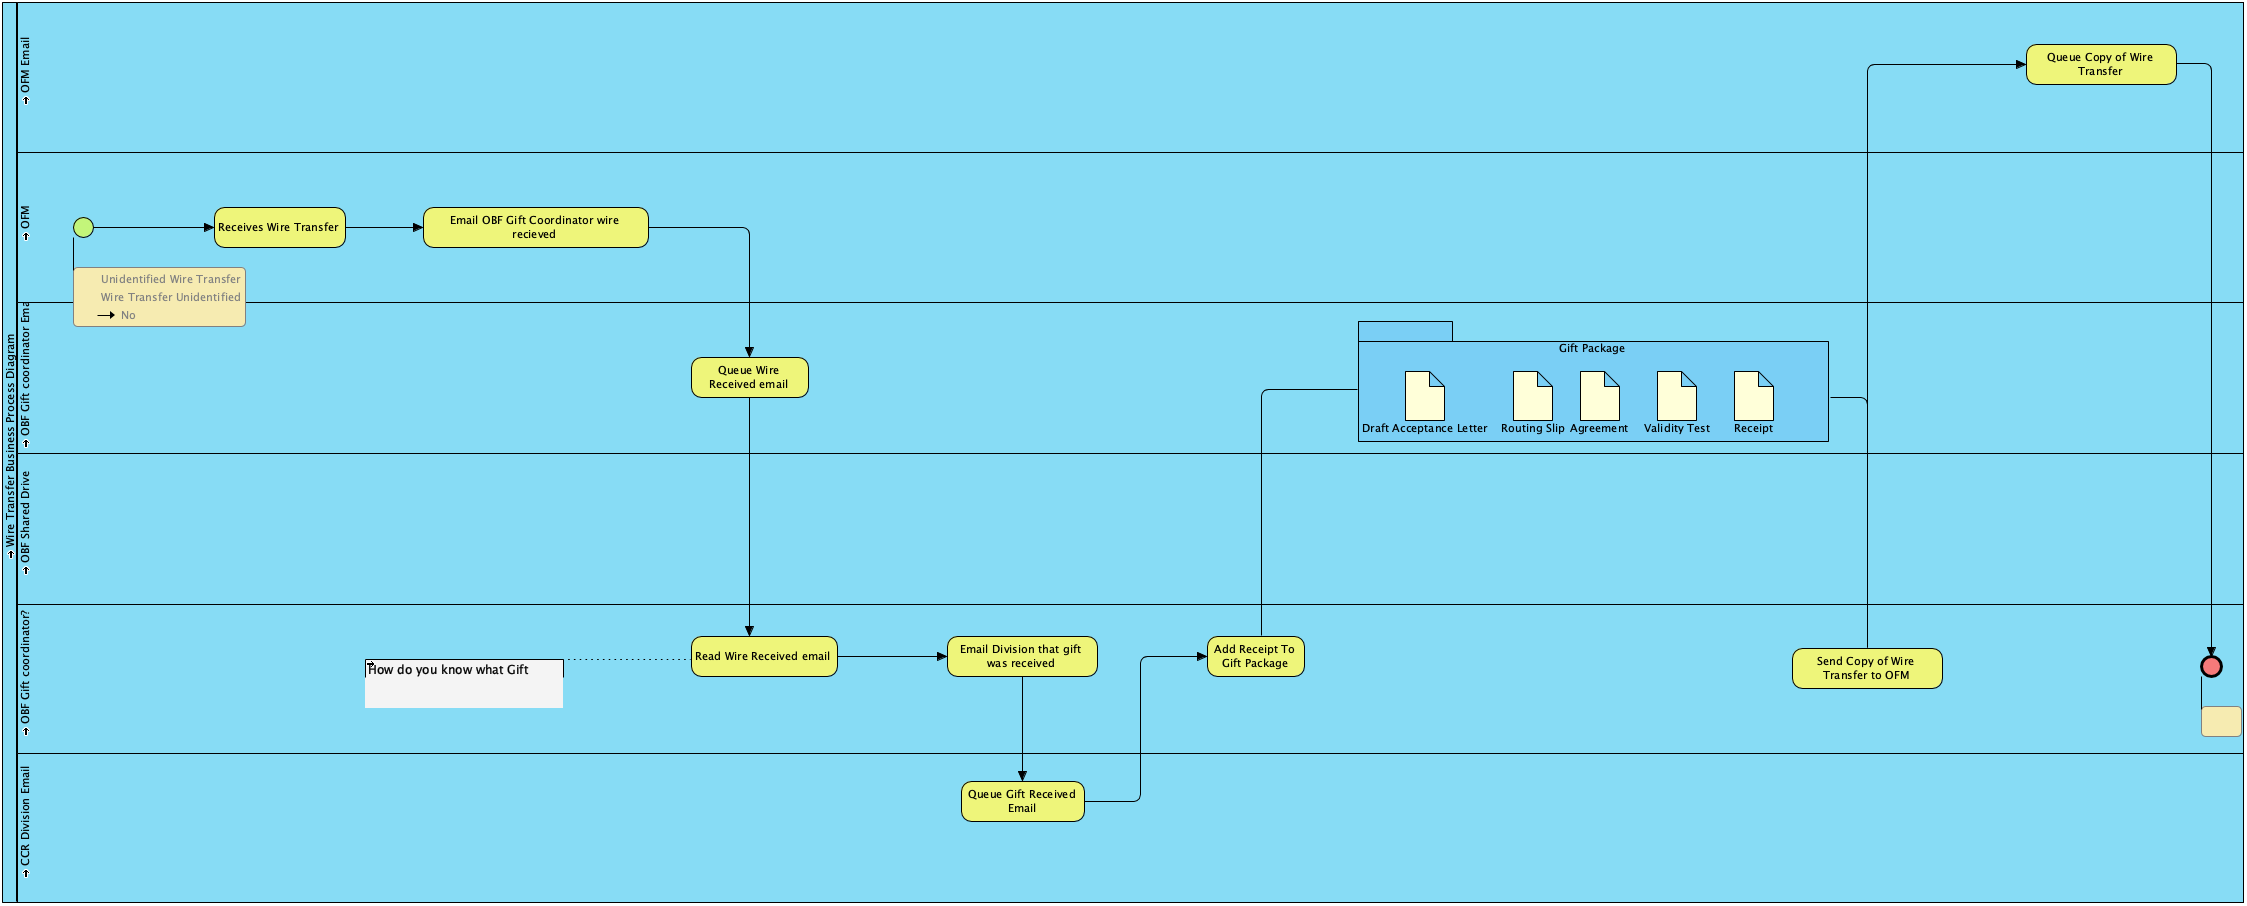 Wire Transfer Business Process Diagram
OFM Email
Queue Copy of Wire
Transfer
OFM
Receives Wire Transfer
Email OBF Gift Coordinator wire
recieved
Unidentified Wire Transfer
Wire Transfer Unidentified
No
OBF Gift coordinator Ema
Queue Wire
Received email
Gift Package
Draft Acceptance Letter
Routing Slip
Agreement
Validity Test
Receipt
OBF Shared Drive
OBF Gift coordinator?
How do you know what Gift
Read Wire Received email
Email Division that gift
was received
Add Receipt To
Gift Package
Send Copy of Wire
Transfer to OFM
CCR Division Email
Queue Gift Received
Email